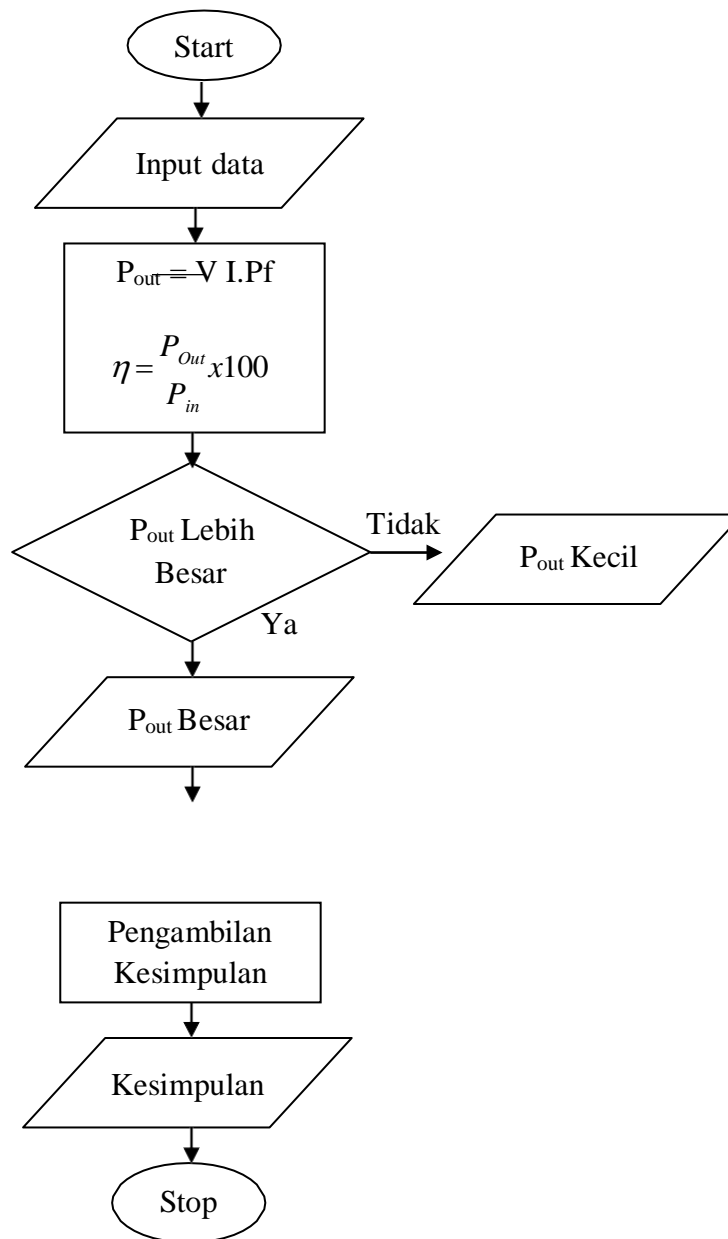 Start
Input data
Pout = V I.Pf
η = POut / Pin x100
Pout Lebih
Besar
Tidak
Pout Kecil
Ya
Pout Besar
Pengambilan
Kesimpulan
Kesimpulan
Stop